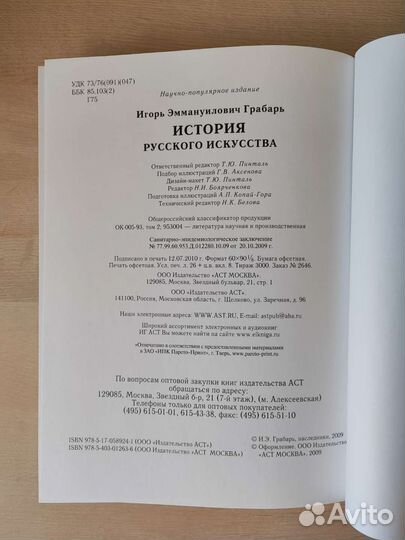 УДК 73/76(091)(047)
ББК 85.103(2)
Г75
Научно-популярное издание
Игорь Эммануилович Грабарь
ИСТОРИЯ
РУССКОГО ИСКУССТВА
Ответственный редактор Т.Ю. Пинталь
Подбор иллюстраций Г.В. Аксенова
Дизайн-макет Т.Ю. Пинталь
Редактор Н.И. Боярченкова
Подготовка иллюстраций А.П. Копай-Гора
Технический редактор Н.К. Белова
Общероссийский классификатор продукции
ОК-005-93, том 2; 953004 — литература научная и производственная
Санитарно-эпидемиологическое заключение
№ 77.99.60.953.Д.012280.10.09 от 20.10.2009 г.
Подписано в печать 12.07.2010 г. Формат 60×90 1/8. Бумага офсетная.
Печать офсетная. Усл. печ. л. 26 + ц.и. вкл. 8. Тираж 3000. Заказ № 2646.
ООО «Издательство «АСТ МОСКВА».
129085, Москва, Звездный бульвар, 21, стр. 1
ООО «Издательство АСТ».
141100, Россия, Московская область, г. Щелково, ул. Заречная, д. 96
Наши электронные адреса: WWW.AST.RU, E-mail: astpub@aha.ru
Широкий ассортимент электронных и аудиокниг
ИГ АСТ Вы можете найти на сайте www.elkniga.ru
«Отпечатано в соответствии с предоставленными материалами
в ЗАО «ИПК Парето-Принт», г. Тверь, www.pareto-print.ru
По вопросам оптовой закупки книг издательства АСТ
обращаться по адресу:
129085, Москва, Звездный б-р, 21 (7-й этаж), (м. Алексеевская)
Телефоны только для оптовых покупателей:
(495) 615-01-01, 615-43-38, факс: (495) 615-51-10
ISBN 978-5-17-058924-1 (ООО «Издательство АСТ»)
ISBN 978-5-403-01263-6 (ООО «Издательство «АСТ МОСКВА»)
© И.Э. Грабарь, наследники, 2009
© Оформление. ООО Издательство
«АСТ МОСКВА», 2009
Avito